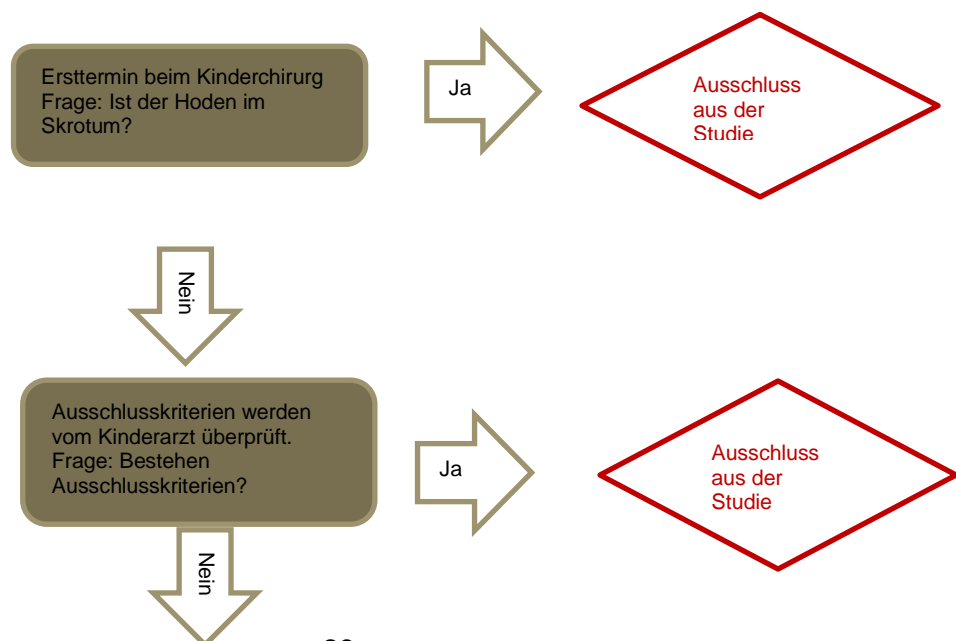 Ersttermin beim Kinderchirurg
Frage: Ist der Hoden im
Skrotum?
Ja
Ausschluss
aus der
Studie
Nein
Ausschlusskriterien werden
vom Kinderarzt überprüft.
Frage: Bestehen
Ausschlusskriterien?
Ja
Ausschluss
aus der
Studie
Nein